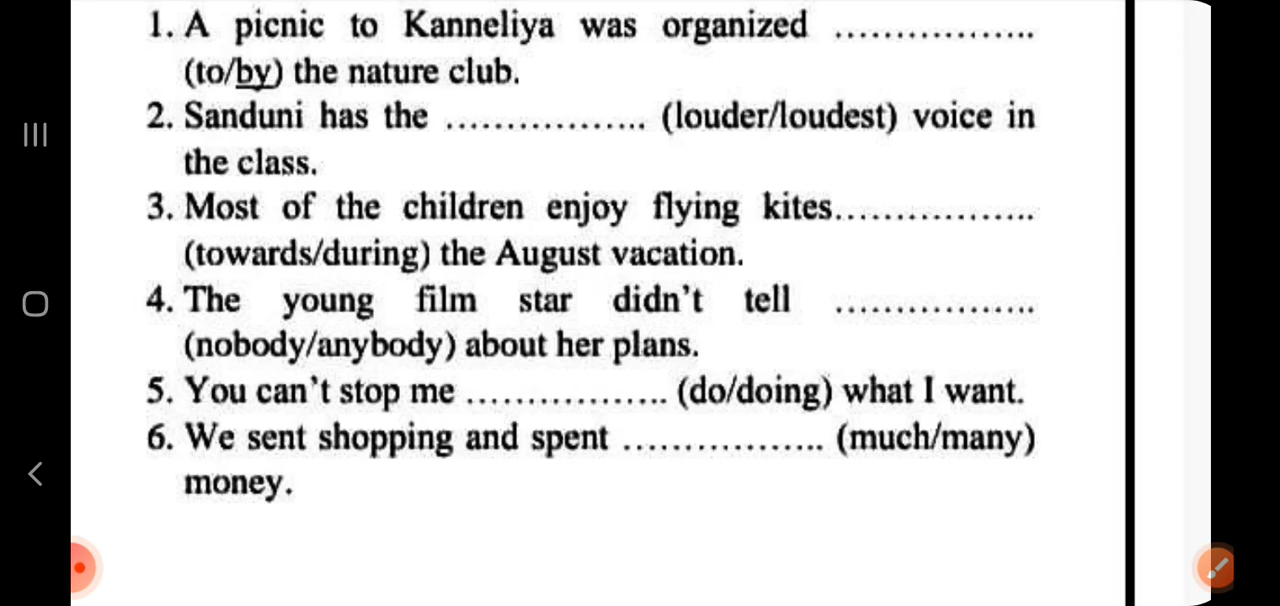 1. A picnic to Kanneliya was organized ..................
(to/by) the nature club.
2. Sanduni has the .................. (louder/loudest) voice in
the class.
3. Most of the children enjoy flying kites..................
(towards/during) the August vacation.
4. The young film star didn't tell ..................
(nobody/anybody) about her plans.
5. You can't stop me .................. (do/doing) what I want.
6. We sent shopping and spent .................. (much/many)
money.